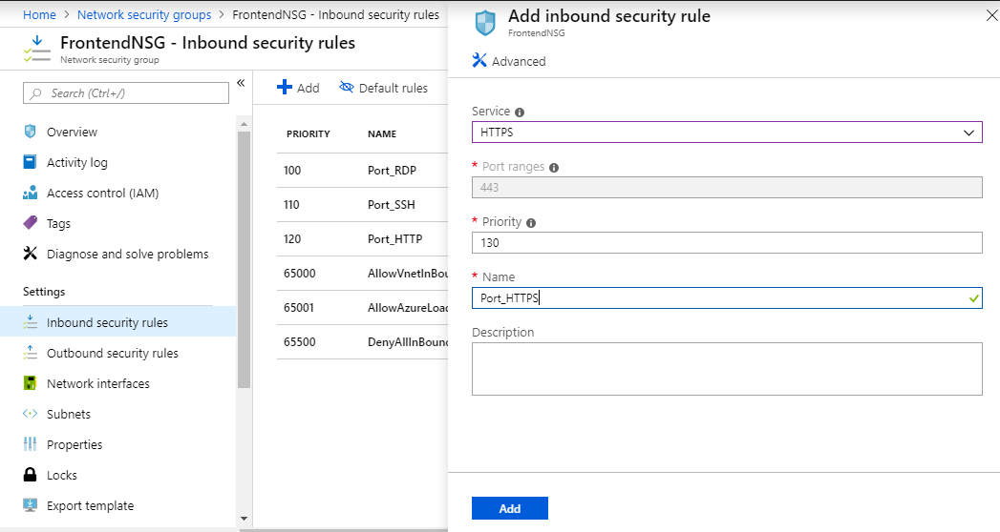 Home > Network security groups > FrontendNSG - Inbound security rules
FrontendNSG - Inbound security rules
Network security group
Search (Ctrl+/)
Overview
Activity log
Access control (IAM)
Tags
Diagnose and solve problems
Settings
Inbound security rules
Outbound security rules
Network interfaces
Subnets
Properties
Locks
Export template
Add Default rules
PRIORITY NAME
100 Port_RDP
110 Port_SSH
120 Port_HTTP
65000 AllowVnetInBou
65001 AllowAzureLoad
65500 DenyAllInBound
Add inbound security rule
FrontendNSG
Advanced
Service
HTTPS
* Port ranges
443
* Priority
130
* Name
Port_HTTPS
Description
Add